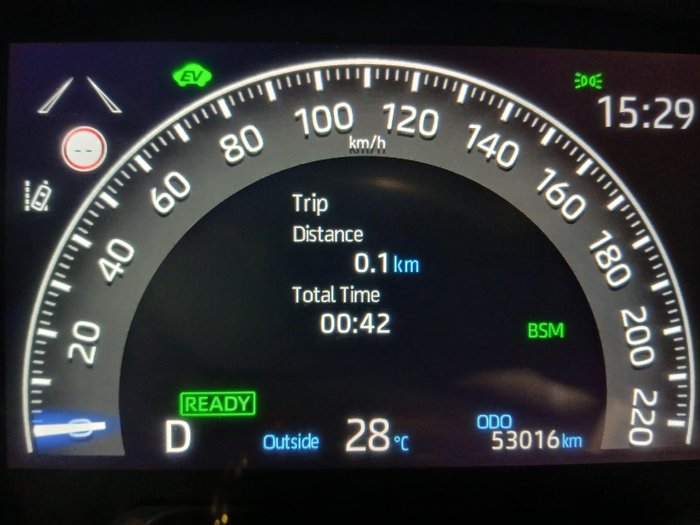 EV
15:29
--
0
20
40
60
80
100
120
140
160
180
200
220
km/h
Trip
Distance
0.1 km
Total Time
00:42
BSM
READY
D
Outside 28 °C
ODO
53016 km